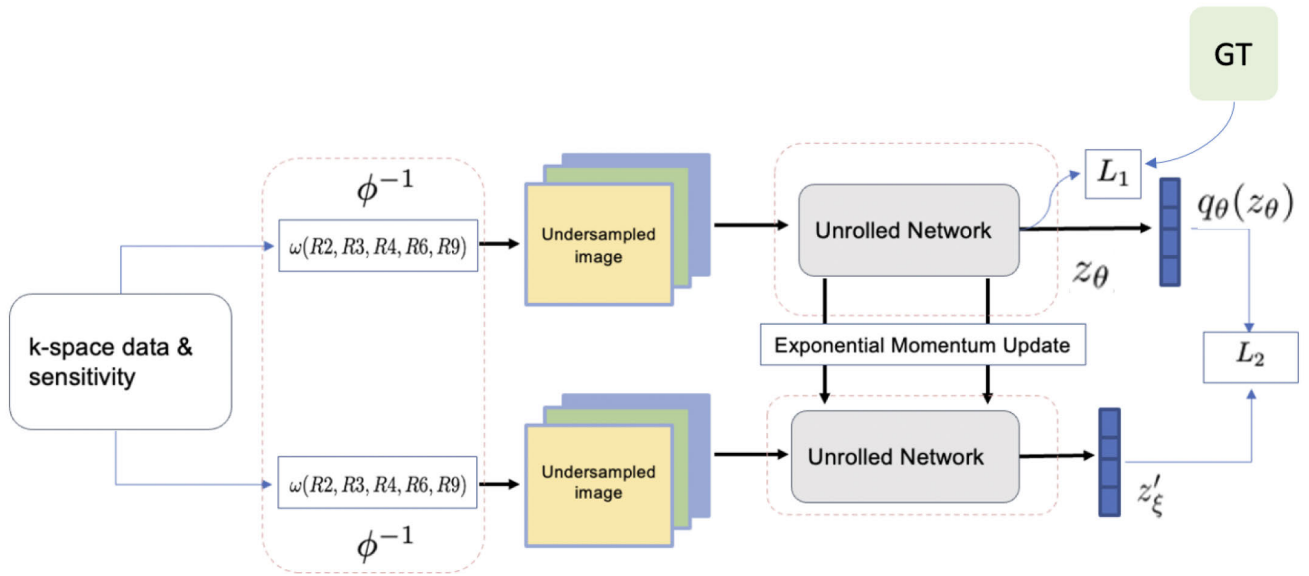 GT
L₁
ϕ⁻¹
ω(R2, R3, R4, R6, R9)
Undersampled
image
Unrolled Network
z_θ
q_θ(z_θ)
k-space data &
sensitivity
Exponential Momentum Update
L₂
ω(R2, R3, R4, R6, R9)
ϕ⁻¹
Undersampled
image
Unrolled Network
z′_ξ